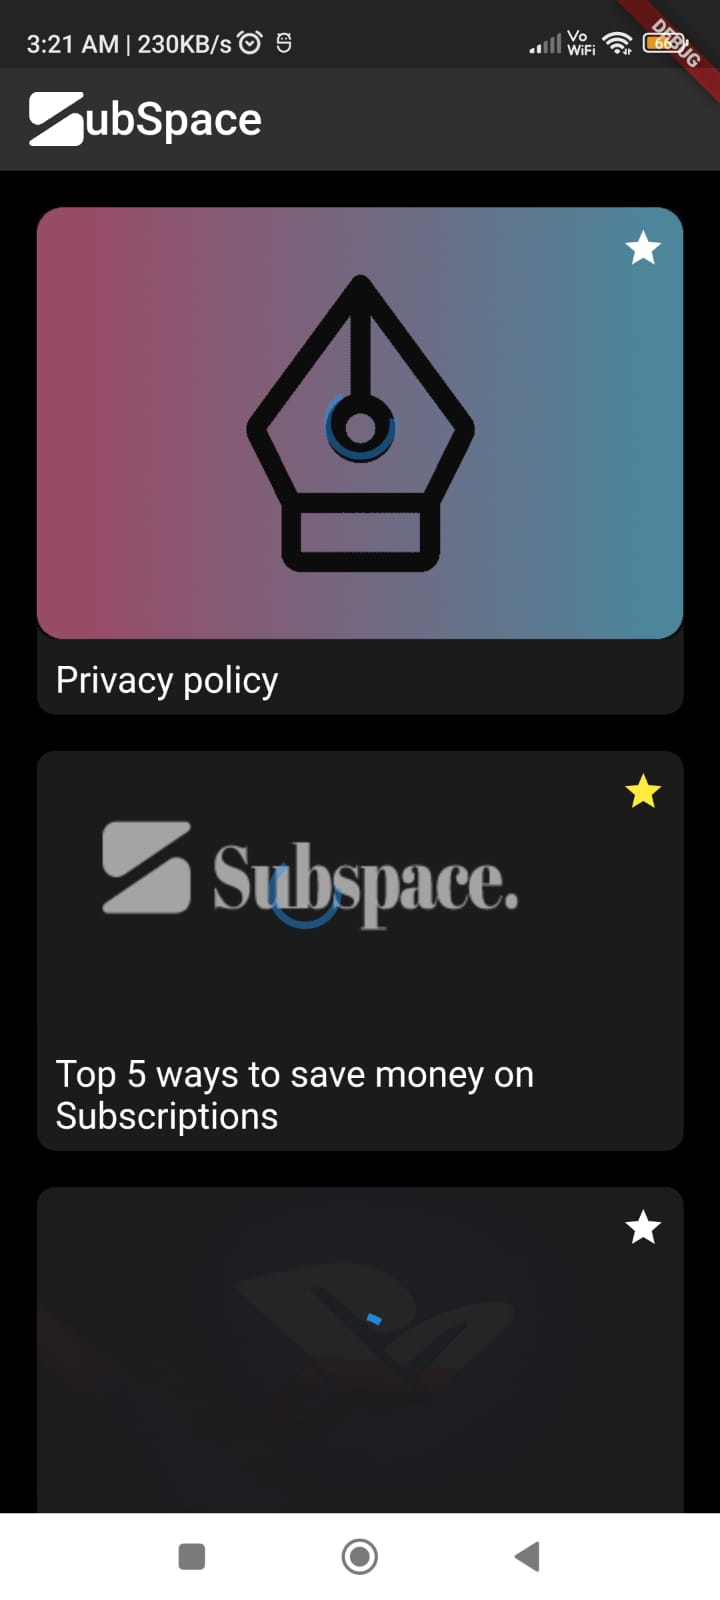 3:21 AM | 230KB/s
Vo
WiFi
66
DEBUG
ubSpace
Privacy policy
Subspace.
Top 5 ways to save money on
Subscriptions